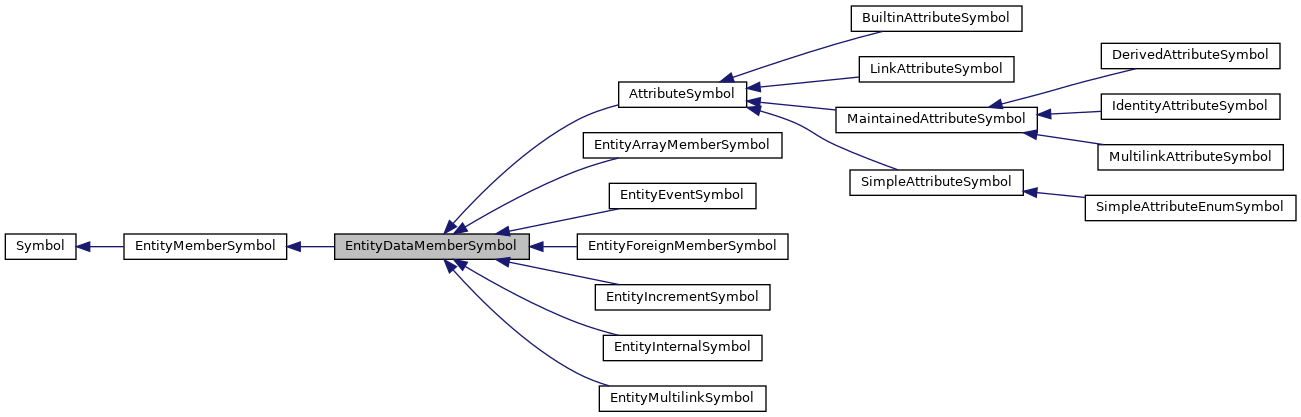 BuiltinAttributeSymbol
DerivedAttributeSymbol
LinkAttributeSymbol
AttributeSymbol
IdentityAttributeSymbol
MaintainedAttributeSymbol
EntityArrayMemberSymbol
MultilinkAttributeSymbol
SimpleAttributeSymbol
EntityEventSymbol
SimpleAttributeEnumSymbol
Symbol
EntityMemberSymbol
EntityDataMemberSymbol
EntityForeignMemberSymbol
EntityIncrementSymbol
EntityInternalSymbol
EntityMultilinkSymbol